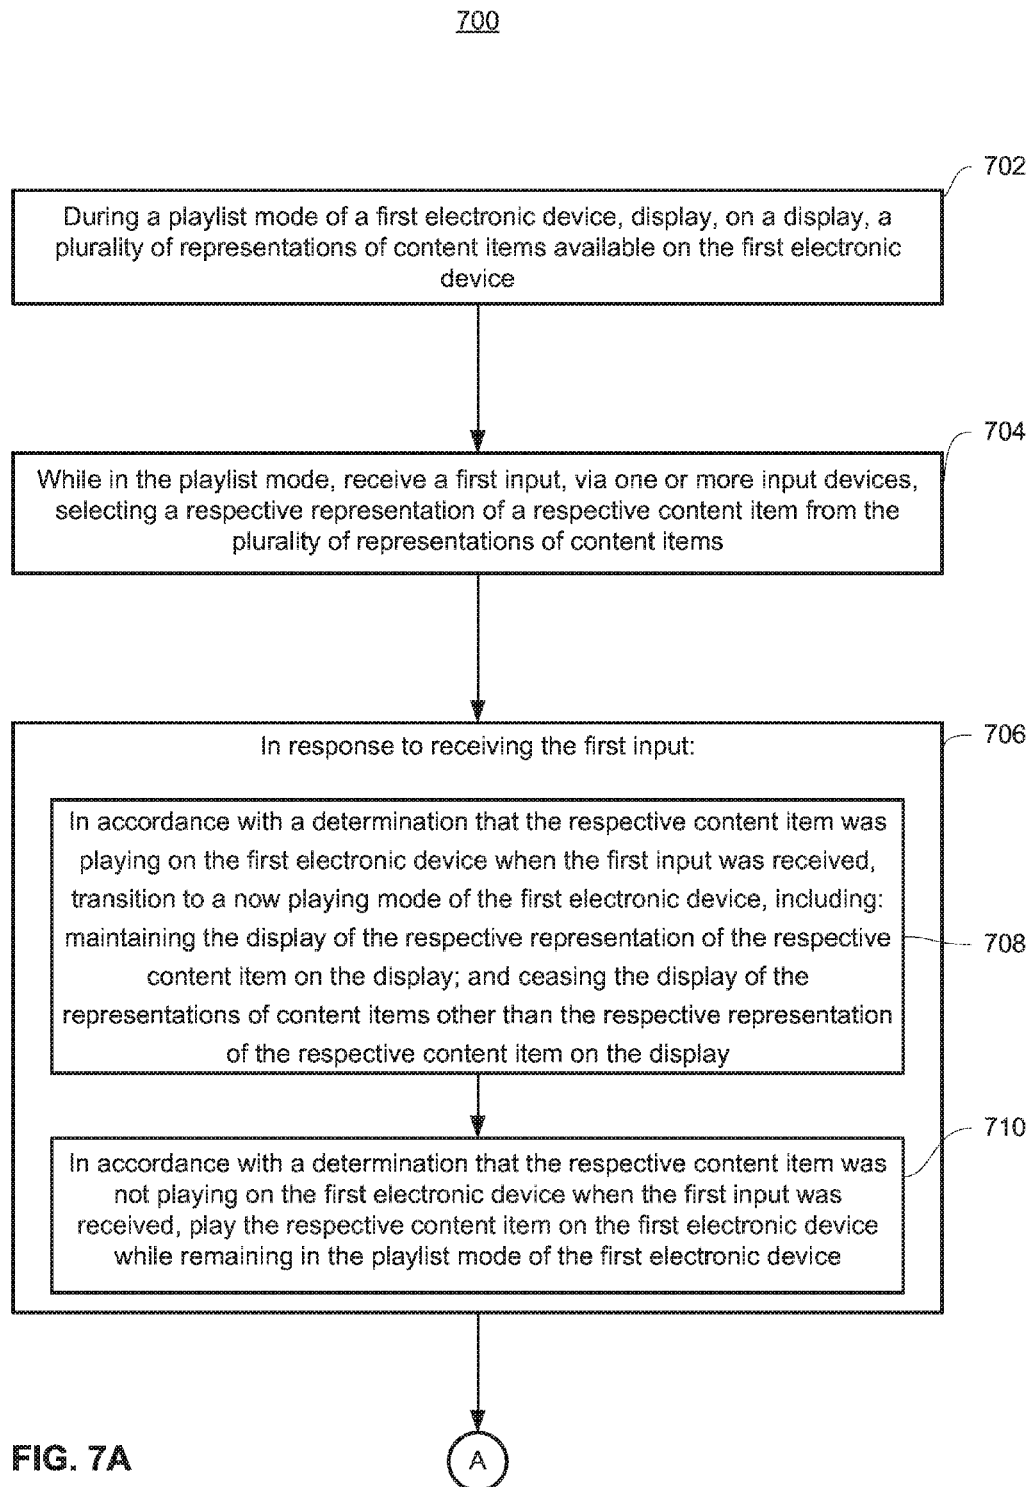 700
702
During a playlist mode of a first electronic device, display, on a display, a
plurality of representations of content items available on the first electronic
device
704
While in the playlist mode, receive a first input, via one or more input devices,
selecting a respective representation of a respective content item from the
plurality of representations of content items
706
In response to receiving the first input:
In accordance with a determination that the respective content item was
playing on the first electronic device when the first input was received,
transition to a now playing mode of the first electronic device, including:
maintaining the display of the respective representation of the respective
content item on the display; and ceasing the display of the
representations of content items other than the respective representation
of the respective content item on the display
708
710
In accordance with a determination that the respective content item was
not playing on the first electronic device when the first input was
received, play the respective content item on the first electronic device
while remaining in the playlist mode of the first electronic device
FIG. 7A
A